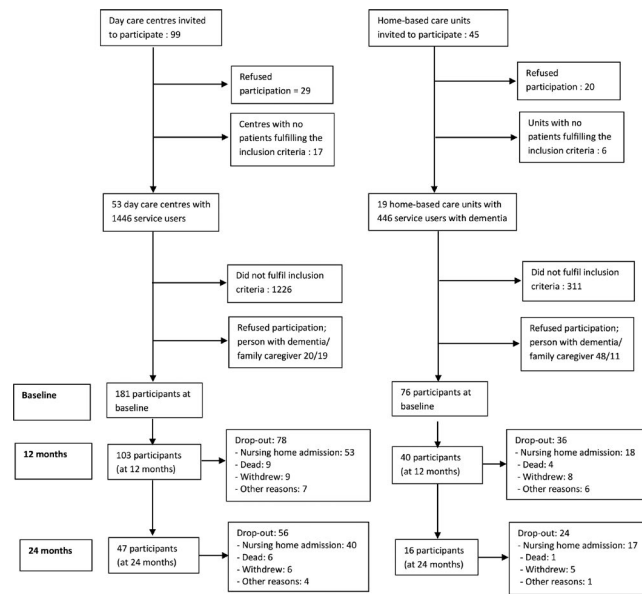 Day care centres invited
to participate : 99
Home-based care units
invited to participate : 45
Refused
participation = 29
Refused
participation : 20
Centres with no
patients fulfilling the
inclusion criteria : 17
Units with no
patients fulfilling the
inclusion criteria : 6
53 day care centres with
1446 service users
19 home-based care units with
446 service users with dementia
Did not fulfil inclusion
criteria : 1226
Did not fulfil inclusion
criteria : 311
Refused participation;
person with dementia/
family caregiver 20/19
Refused participation;
person with dementia/
family caregiver 48/11
Baseline
181 participants at
baseline
76 participants at
baseline
12 months
103 participants
(at 12 months)
Drop-out: 78
- Nursing home admission: 53
- Dead: 9
- Withdrew: 9
- Other reasons: 7
40 participants
(at 12 months)
Drop-out: 36
- Nursing home admission: 18
- Dead: 4
- Withdrew: 8
- Other reasons: 6
24 months
47 participants
(at 24 months)
Drop-out: 56
- Nursing home admission: 40
- Dead: 6
- Withdrew: 6
- Other reasons: 4
16 participants
(at 24 months)
Drop-out: 24
- Nursing home admission: 17
- Dead: 1
- Withdrew: 5
- Other reasons: 1